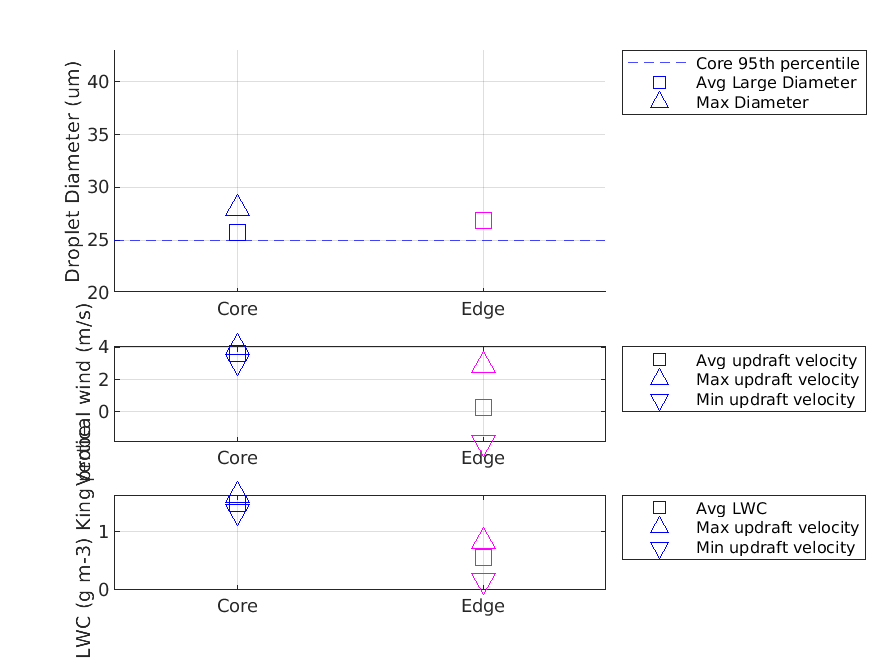 Droplet Diameter (um)
40
35
30
25
20
Core
Edge
Core 95th percentile
Avg Large Diameter
Max Diameter
Vertical wind (m/s)
4
2
0
Core
Edge
Avg updraft velocity
Max updraft velocity
Min updraft velocity
LWC (g m-3) King probe
1
0
Core
Edge
Avg LWC
Max updraft velocity
Min updraft velocity